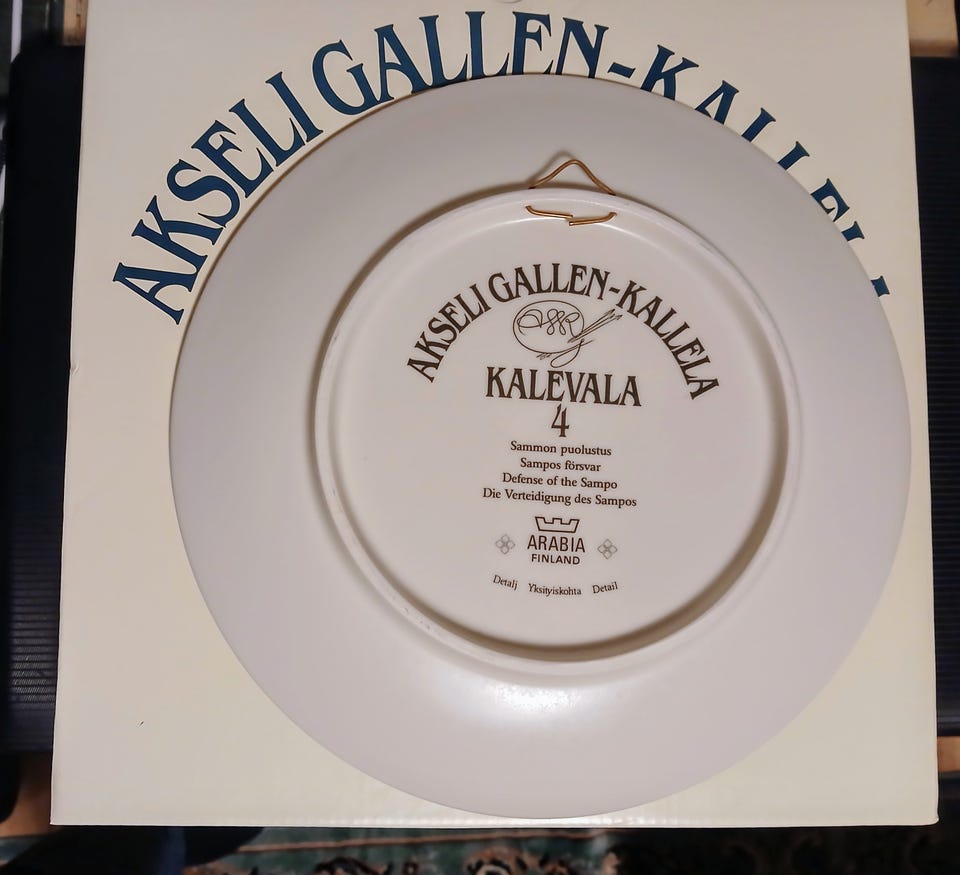 AKSELI GALLEN-KALLELA
AKSELI GALLEN-KALLELA
KALEVALA
4
Sammon puolustus
Sampos försvar
Defense of the Sampo
Die Verteidigung des Sampos
ARABIA
FINLAND
Detalj Yksityiskohta Detail